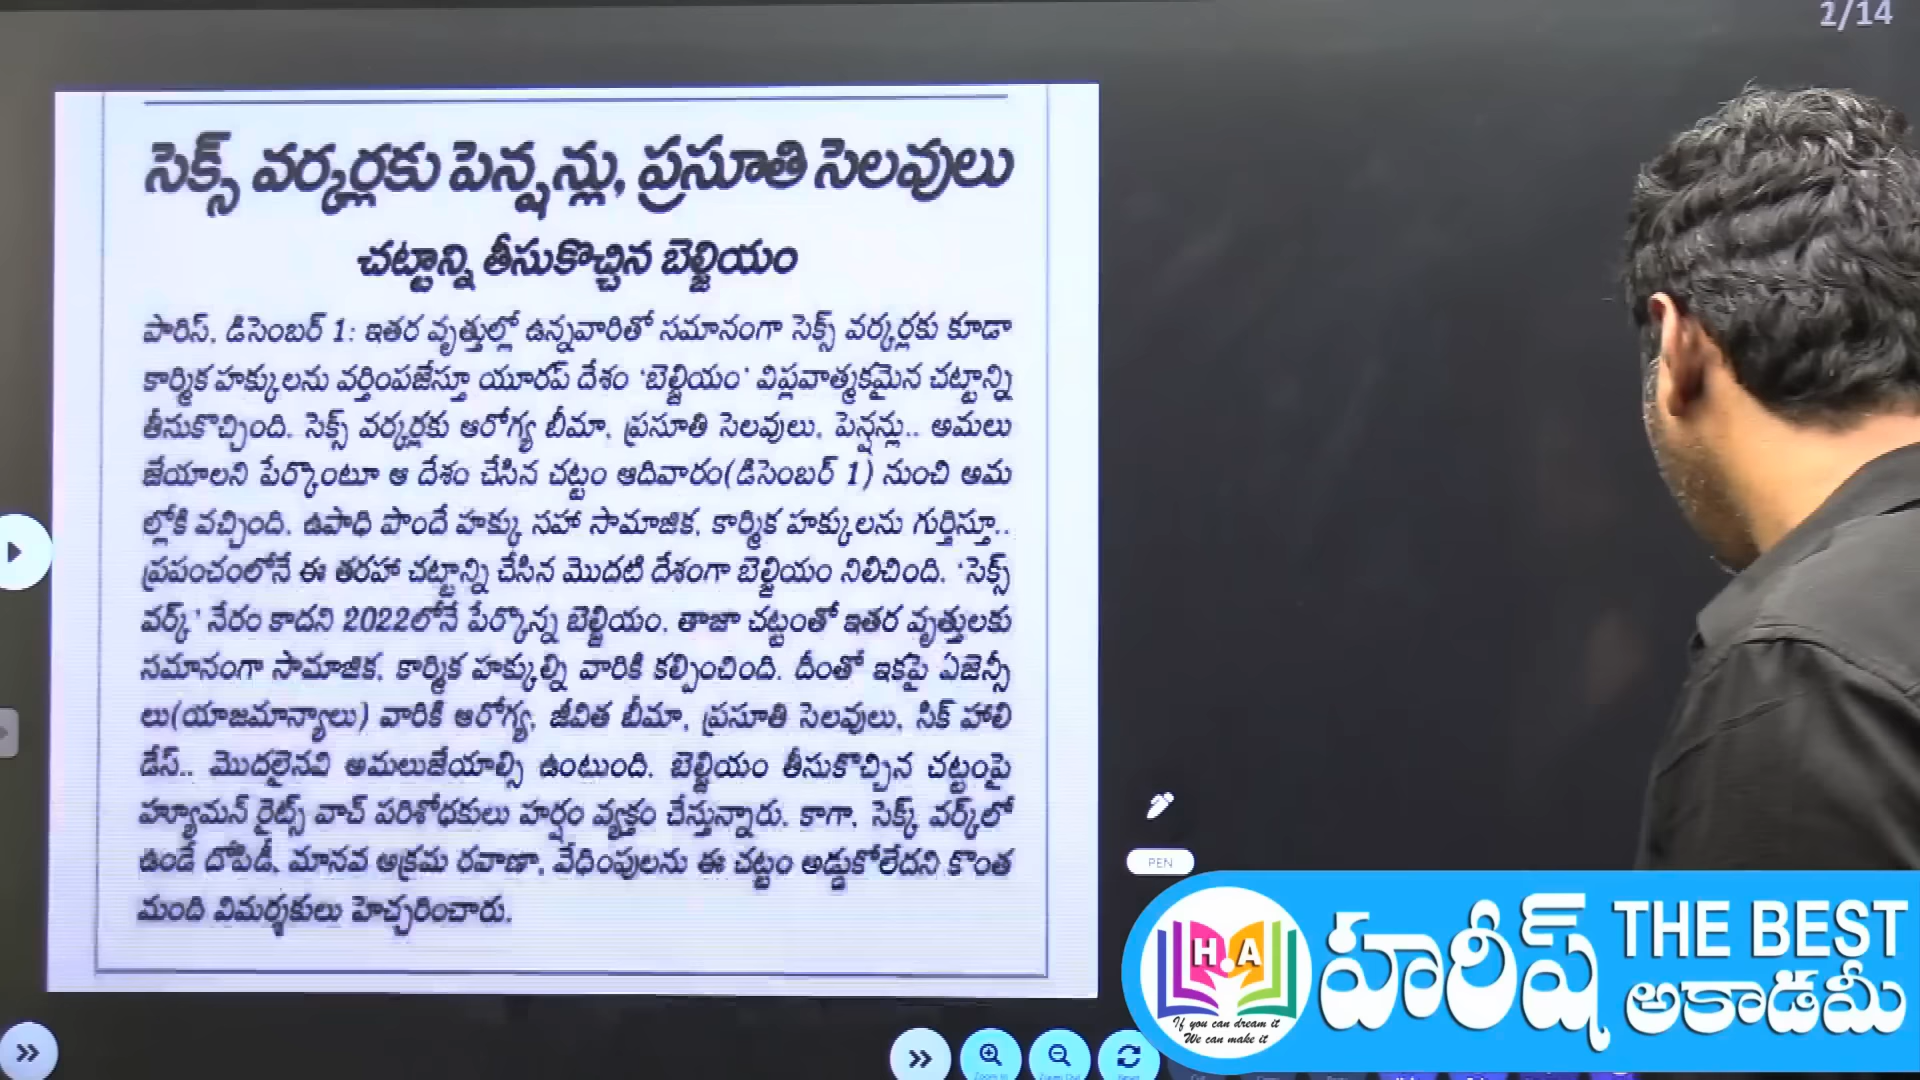 2/14
సెక్స్ వర్కర్లకు పెన్షన్లు, ప్రసూతి సెలవులు
చట్టాన్ని తీసుకొచ్చిన బెల్జియం
పారిస్, డిసెంబర్ 1: ఇతర వృత్తుల్లో ఉన్నవారితో సమానంగా సెక్స్ వర్కర్లకు కూడా
కార్మిక హక్కులను వర్తింపజేస్తూ యూరప్ దేశం ‘బెల్జియం’ విప్లవాత్మకమైన చట్టాన్ని
తీసుకొచ్చింది. సెక్స్ వర్కర్లకు ఆరోగ్య బీమా, ప్రసూతి సెలవులు, పెన్షన్లు.. అమలు
జేయాలని పేర్కొంటూ ఆ దేశం చేసిన చట్టం ఆదివారం(డిసెంబర్ 1) నుంచి అమ
ల్లోకి వచ్చింది. ఉపాధి పొందే హక్కు సహా సామాజిక, కార్మిక హక్కులను గుర్తిస్తూ..
ప్రపంచంలోనే ఈ తరహా చట్టాన్ని చేసిన మొదటి దేశంగా బెల్జియం నిలిచింది. ‘సెక్స్
వర్క్’ నేరం కాదని 2022లోనే పేర్కొన్న బెల్జియం, తాజా చట్టంతో ఇతర వృత్తులకు
సమానంగా సామాజిక, కార్మిక హక్కుల్ని వారికి కల్పించింది. దీంతో ఇకపై ఏజెన్సీ
లు(యాజమాన్యాలు) వారికి ఆరోగ్య, జీవిత బీమా, ప్రసూతి సెలవులు, సిక్ హాలి
డేస్.. మొదలైనవి అమలుజేయాల్సి ఉంటుంది. బెల్జియం తీసుకొచ్చిన చట్టంపై
హ్యూమన్ రైట్స్ వాచ్ పరిశోధకులు హర్షం వ్యక్తం చేస్తున్నారు. కాగా, సెక్స్ వర్క్‌లో
ఉండే దోపిడీ, మానవ అక్రమ రవాణా, వేధింపులను ఈ చట్టం అడ్డుకోలేదని కొంత
మంది విమర్శకులు హెచ్చరించారు.
PEN
H.A
If you can dream it
We can make it
హరీష్
THE BEST
అకాడమీ
Zoom In
Zoom Out